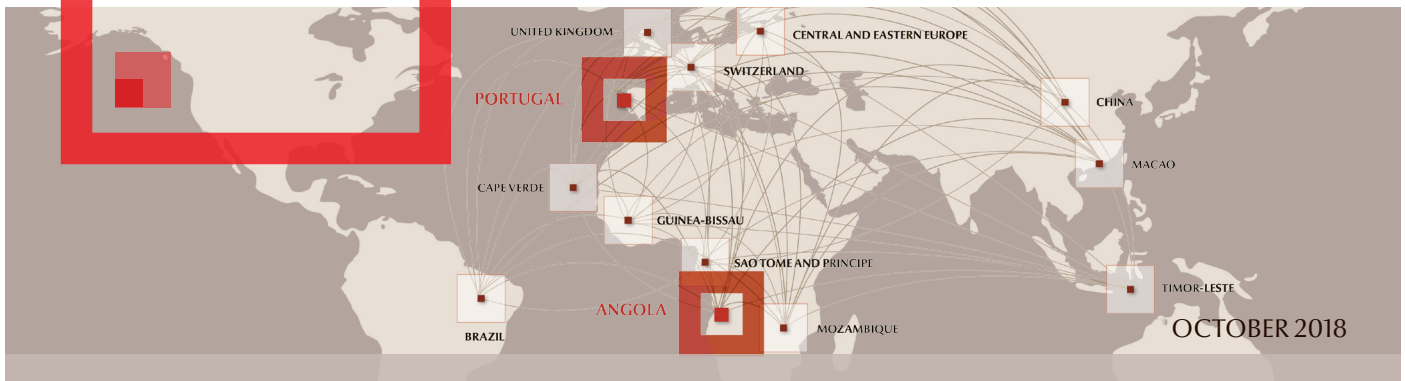 UNITED KINGDOM
CENTRAL AND EASTERN EUROPE
SWITZERLAND
PORTUGAL
CHINA
MACAO
CAPE VERDE
GUINEA-BISSAU
SAO TOME AND PRINCIPE
TIMOR-LESTE
ANGOLA
MOZAMBIQUE
BRAZIL
OCTOBER 2018